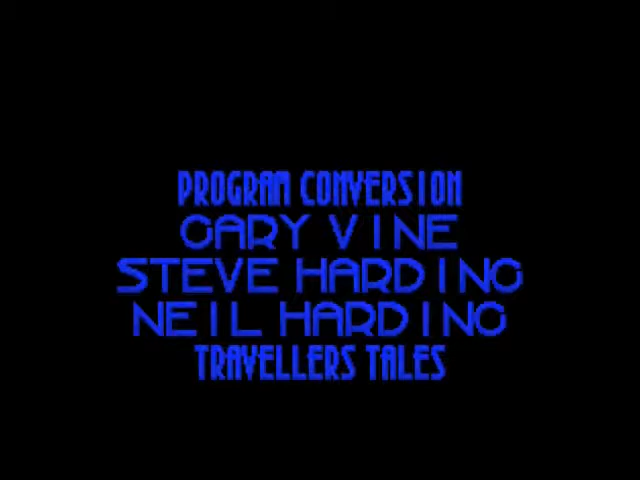 PROGRAM CONVERSION
GARY VINE
STEVE HARDING
NEIL HARDING
TRAVELLERS TALES